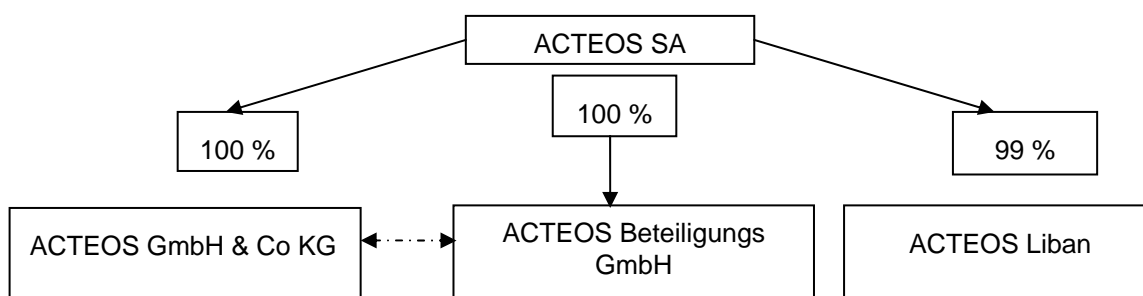 ACTEOS SA
100 %
100 %
99 %
ACTEOS GmbH & Co KG
ACTEOS Beteiligungs
GmbH
ACTEOS Liban